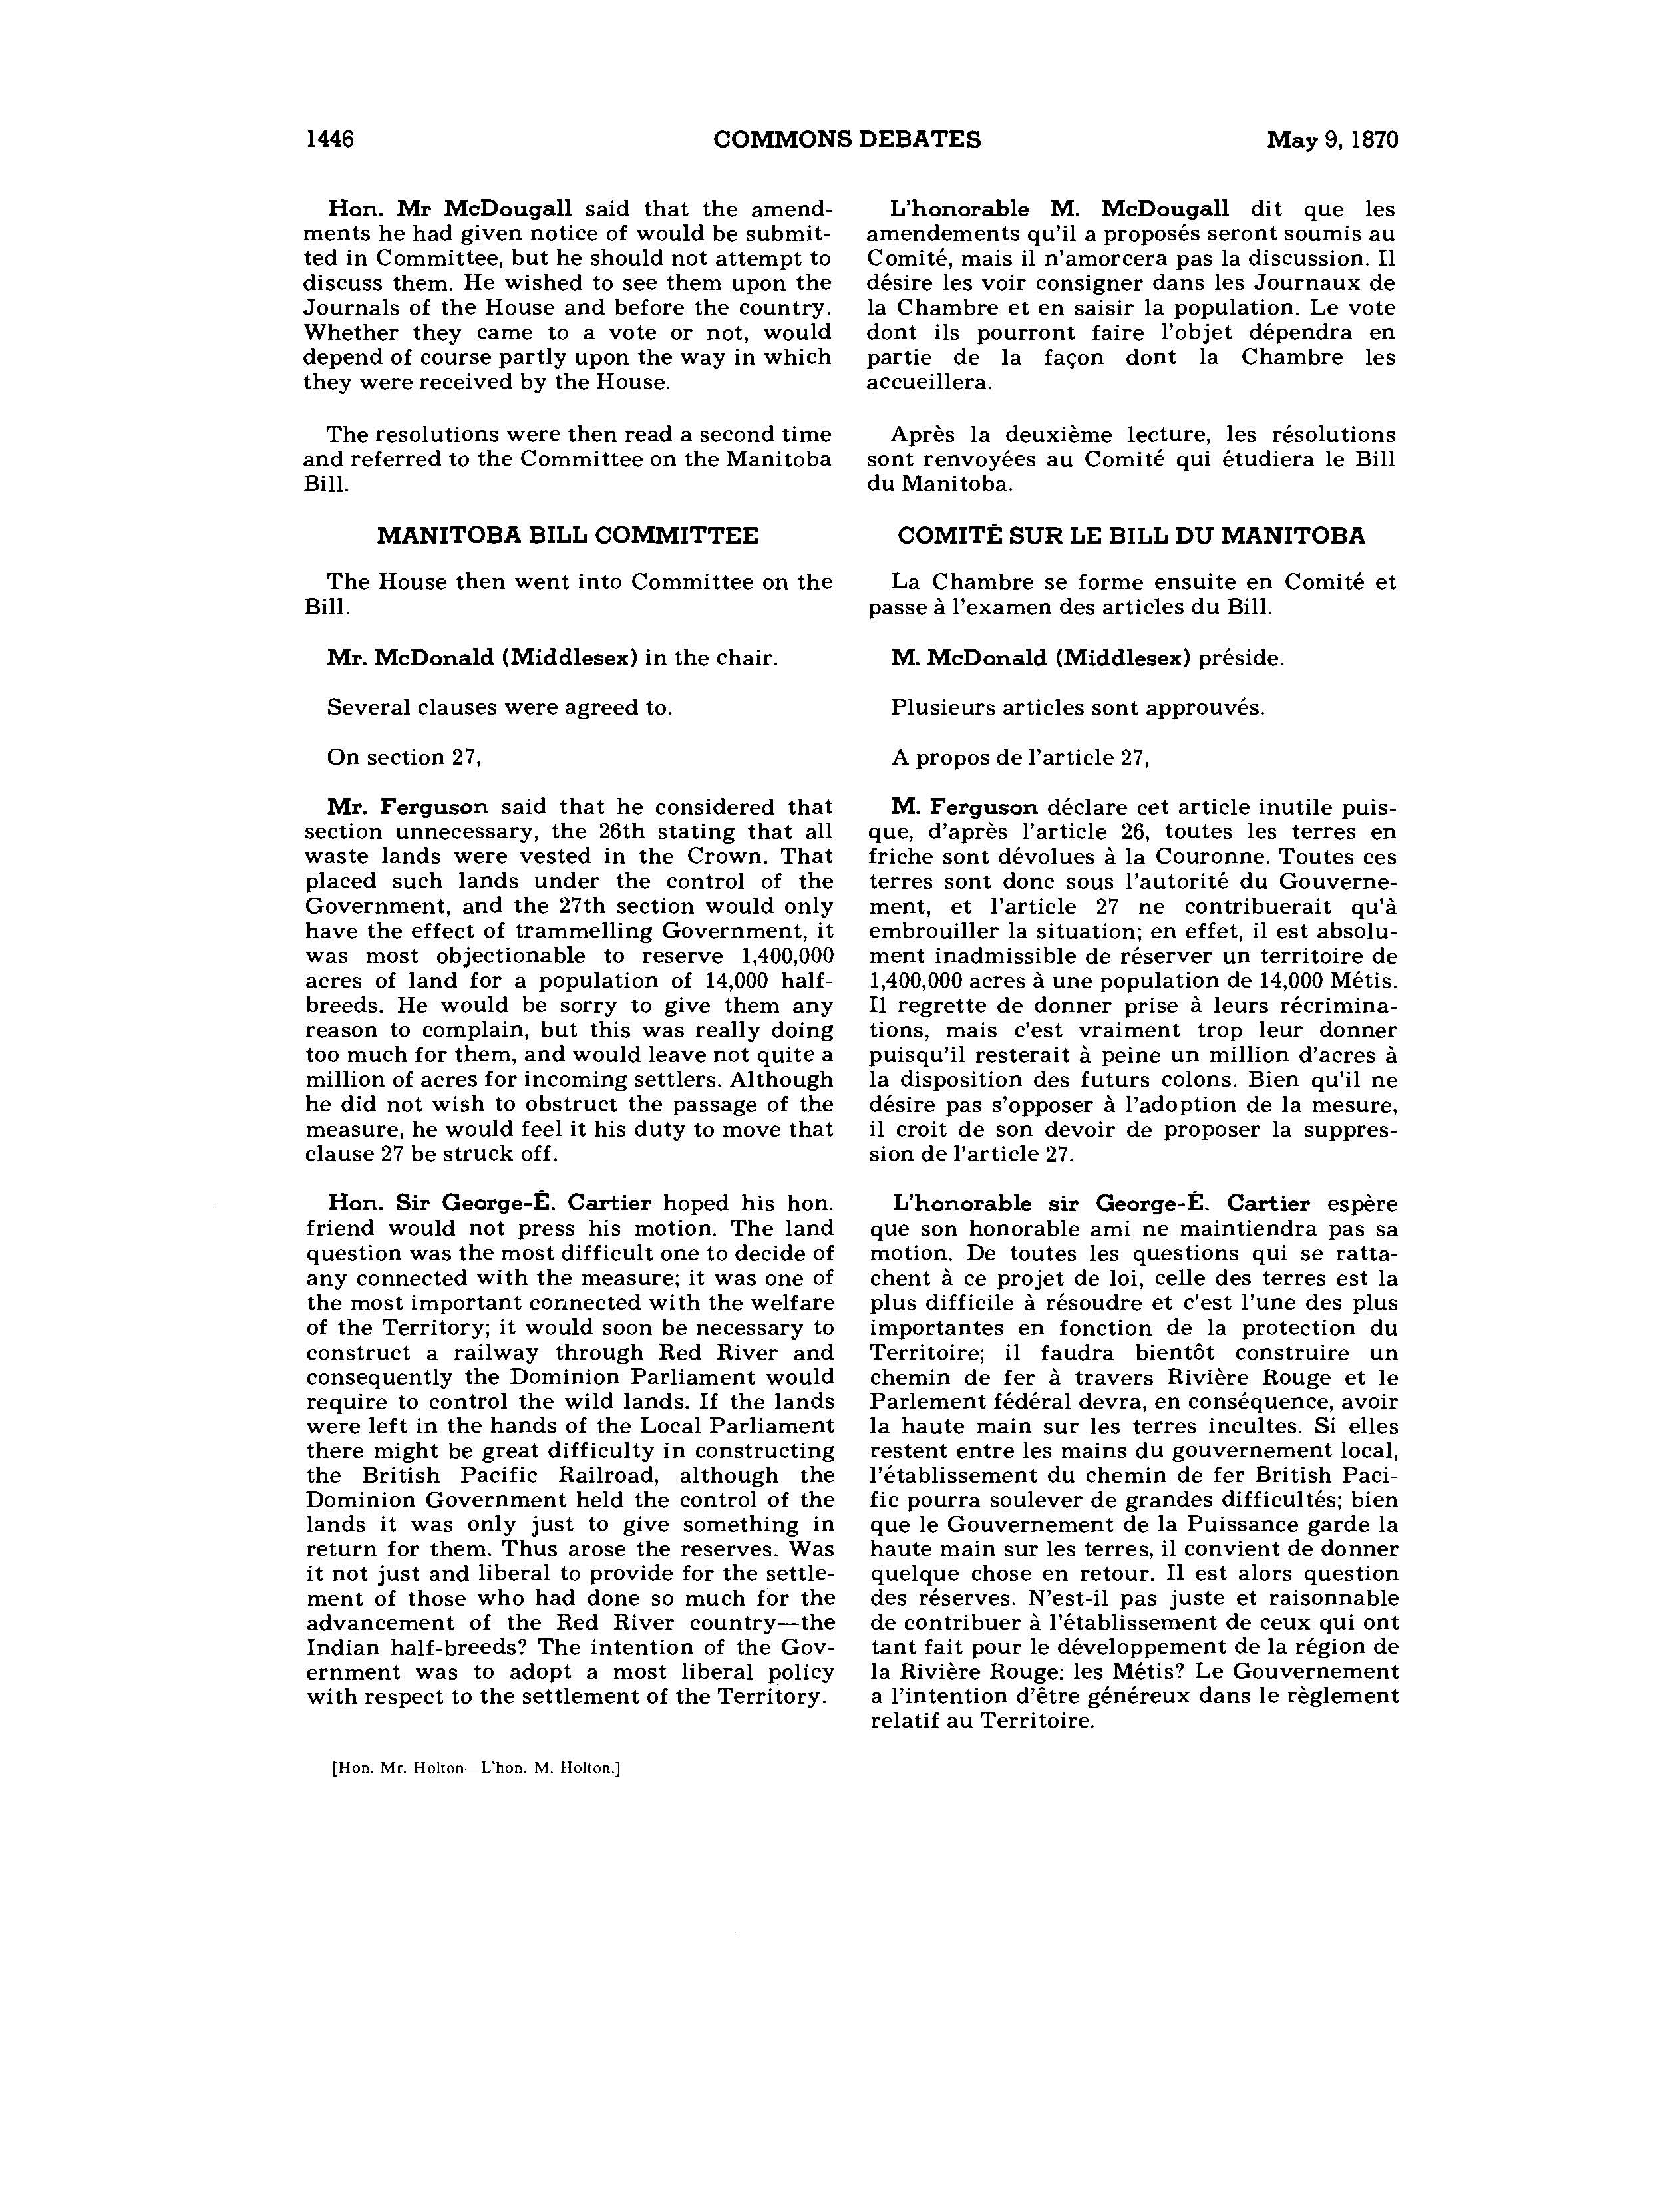 1446
COMMONS DEBATES
May 9, 1870
Hon. Mr McDougall said that the amend-
ments he had given notice of would be submit-
ted in Committee, but he should not attempt to
discuss them. He wished to see them upon the
Journals of the House and before the country.
Whether they came to a vote or not, would
depend of course partly upon the way in which
they were received by the House.
The resolutions were then read a second time
and referred to the Committee on the Manitoba
Bill.
MANITOBA BILL COMMITTEE
The House then went into Committee on the
Bill.
Mr. McDonald (Middlesex) in the chair.
Several clauses were agreed to.
On section 27,
Mr. Ferguson said that he considered that
section unnecessary, the 26th stating that all
waste lands were vested in the Crown. That
placed such lands under the control of the
Government, and the 27th section would only
have the effect of trammelling Government, it
was most objectionable to reserve 1,400,000
acres of land for a population of 14,000 half-
breeds. He would be sorry to give them any
reason to complain, but this was really doing
too much for them, and would leave not quite a
million of acres for incoming settlers. Although
he did not wish to obstruct the passage of the
measure, he would feel it his duty to move that
clause 27 be struck off.
Hon. Sir George-É. Cartier hoped his hon.
friend would not press his motion. The land
question was the most difficult one to decide of
any connected with the measure; it was one of
the most important connected with the welfare
of the Territory; it would soon be necessary to
construct a railway through Red River and
consequently the Dominion Parliament would
require to control the wild lands. If the lands
were left in the hands of the Local Parliament
there might be great difficulty in constructing
the British Pacific Railroad, although the
Dominion Government held the control of the
lands it was only just to give something in
return for them. Thus arose the reserves. Was
it not just and liberal to provide for the settle-
ment of those who had done so much for the
advancement of the Red River country—the
Indian half-breeds? The intention of the Gov-
ernment was to adopt a most liberal policy
with respect to the settlement of the Territory.
L'honorable M. McDougall dit que les
amendements qu'il a proposés seront soumis au
Comité, mais il n'amorcera pas la discussion. Il
désire les voir consigner dans les Journaux de
la Chambre et en saisir la population. Le vote
dont ils pourront faire l'objet dépendra en
partie de la façon dont la Chambre les
accueillera.
Après la deuxième lecture, les résolutions
sont renvoyées au Comité qui étudiera le Bill
du Manitoba.
COMITÉ SUR LE BILL DU MANITOBA
La Chambre se forme ensuite en Comité et
passe à l'examen des articles du Bill.
M. McDonald (Middlesex) préside.
Plusieurs articles sont approuvés.
A propos de l'article 27,
M. Ferguson déclare cet article inutile puis-
que, d'après l'article 26, toutes les terres en
friche sont dévolues à la Couronne. Toutes ces
terres sont donc sous l'autorité du Gouverne-
ment, et l'article 27 ne contribuerait qu'à
embrouiller la situation; en effet, il est absolu-
ment inadmissible de réserver un territoire de
1,400,000 acres à une population de 14,000 Métis.
Il regrette de donner prise à leurs récrimina-
tions, mais c'est vraiment trop leur donner
puisqu'il resterait à peine un million d'acres à
la disposition des futurs colons. Bien qu'il ne
désire pas s'opposer à l'adoption de la mesure,
il croit de son devoir de proposer la suppres-
sion de l'article 27.
L'honorable sir George-É. Cartier espère
que son honorable ami ne maintiendra pas sa
motion. De toutes les questions qui se ratta-
chent à ce projet de loi, celle des terres est la
plus difficile à résoudre et c'est l'une des plus
importantes en fonction de la protection du
Territoire; il faudra bientôt construire un
chemin de fer à travers Rivière Rouge et le
Parlement fédéral devra, en conséquence, avoir
la haute main sur les terres incultes. Si elles
restent entre les mains du gouvernement local,
l'établissement du chemin de fer British Paci-
fic pourra soulever de grandes difficultés; bien
que le Gouvernement de la Puissance garde la
haute main sur les terres, il convient de donner
quelque chose en retour. Il est alors question
des réserves. N'est-il pas juste et raisonnable
de contribuer à l'établissement de ceux qui ont
tant fait pour le développement de la région de
la Rivière Rouge: les Métis? Le Gouvernement
a l'intention d'être généreux dans le règlement
relatif au Territoire.
[Hon. Mr. Holton—L'hon. M. Holton.]